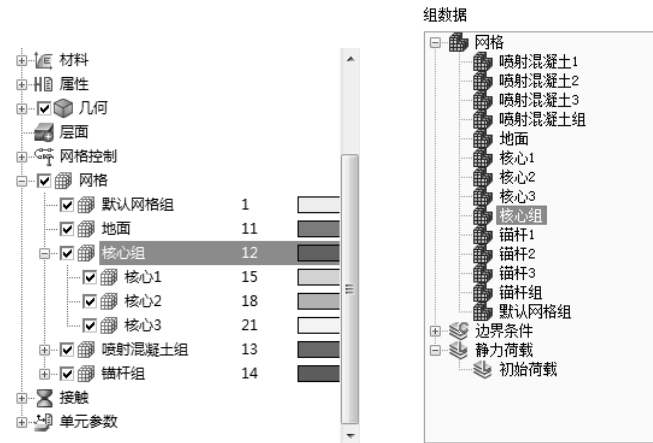 材料
属性
几何
层面
网格控制
网格
默认网格组 1
地面 11
核心组 12
核心1 15
核心2 18
核心3 21
喷射混凝土组 13
锚杆组 14
接触
单元参数
组数据
网格
喷射混凝土1
喷射混凝土2
喷射混凝土3
喷射混凝土组
地面
核心1
核心2
核心3
核心组
锚杆1
锚杆2
锚杆3
锚杆组
默认网格组
边界条件
静力荷载
初始荷载